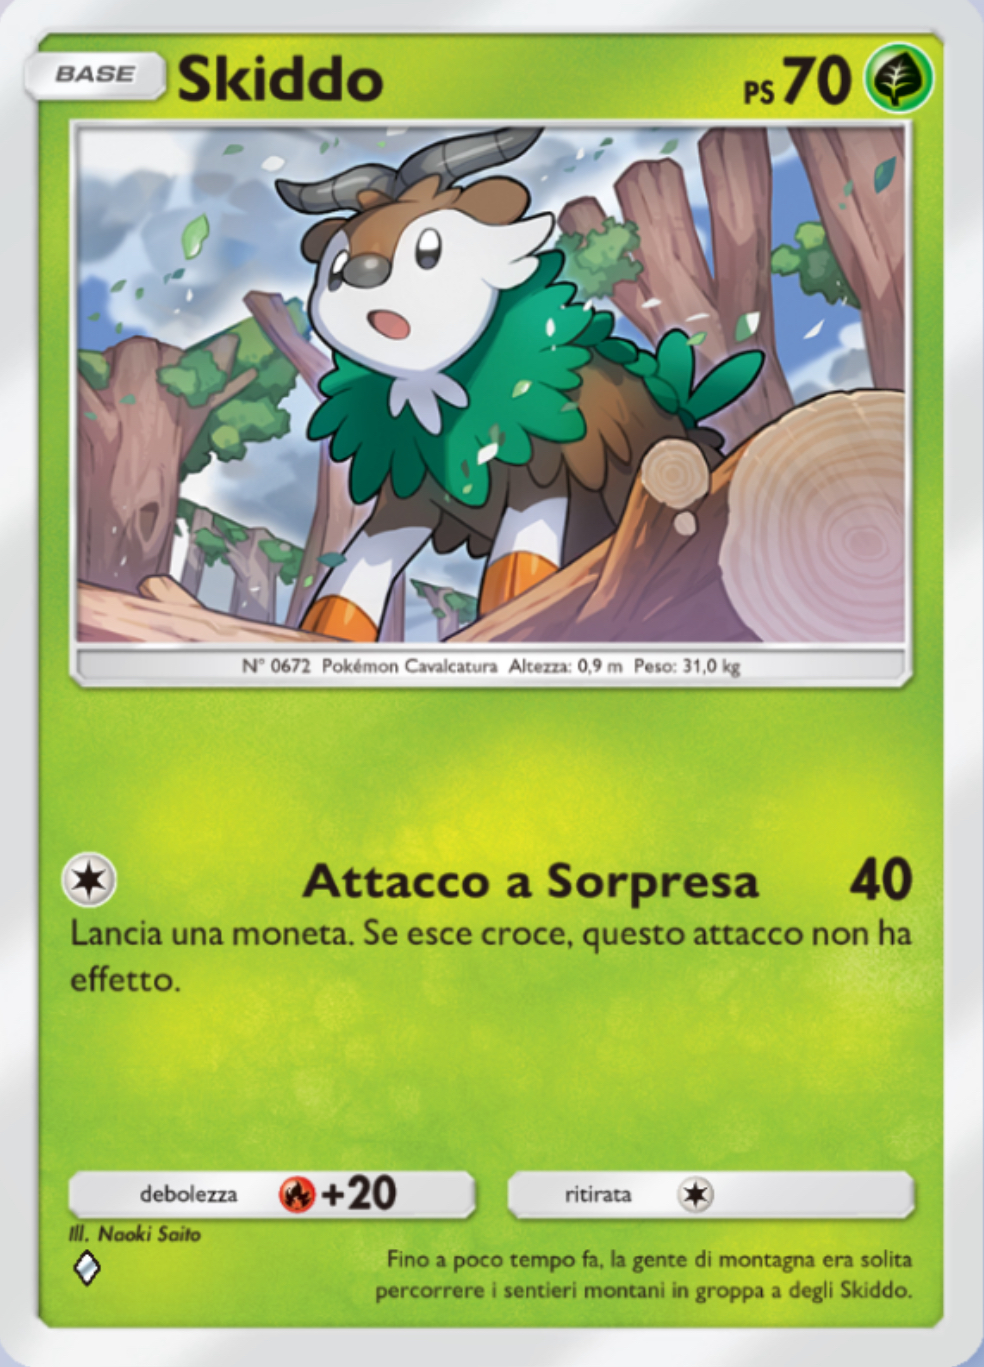 BASE Skiddo PS 70
N° 0672 Pokémon Cavalcatura Altezza: 0,9 m Peso: 31,0 kg
Attacco a Sorpresa 40
Lancia una moneta. Se esce croce, questo attacco non ha
effetto.
debolezza +20 ritirata
Ill. Naoki Saito
Fino a poco tempo fa, la gente di montagna era solita
percorrere i sentieri montani in groppa a degli Skiddo.